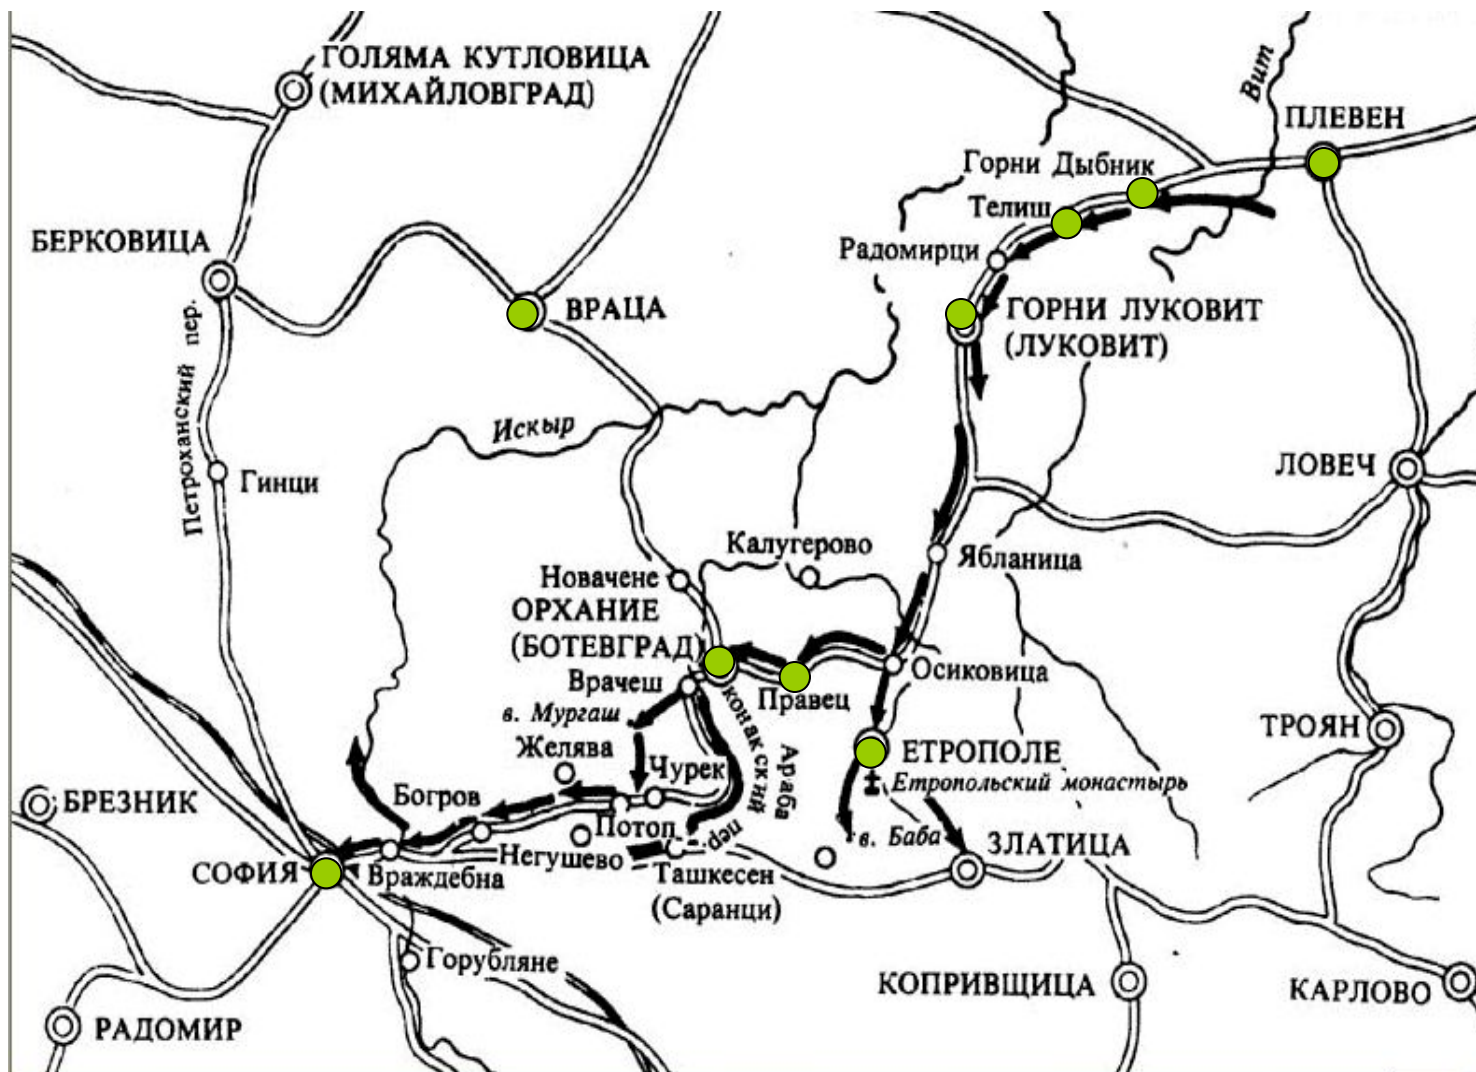 ГОЛЯМА КУТЛОВИЦА
(МИХАЙЛОВГРАД)
Вит
ПЛЕВЕН
Горни Дыбник
Телиш
Радомирци
БЕРКОВИЦА
ВРАЦА
ГОРНИ ЛУКОВИТ
(ЛУКОВИТ)
Петроханский пер.
Искыр
Гинци
ЛОВЕЧ
Калугерово
Ябланица
Новачене
ОРХАНИЕ
(БОТЕВГРАД)
Осиковица
Врачеш
Правец
в. Мургаш
Араба
конакский
пер.
ТРОЯН
Желява
ЕТРОПОЛЕ
Чурек
Етропольский монастырь
БРЕЗНИК
Богров
Потоп
в. Баба
ЗЛАТИЦА
Негушево
СОФИЯ
Враждебна
Ташкесен
(Саранци)
Горубляне
КОПРИВЩИЦА
КАРЛОВО
РАДОМИР